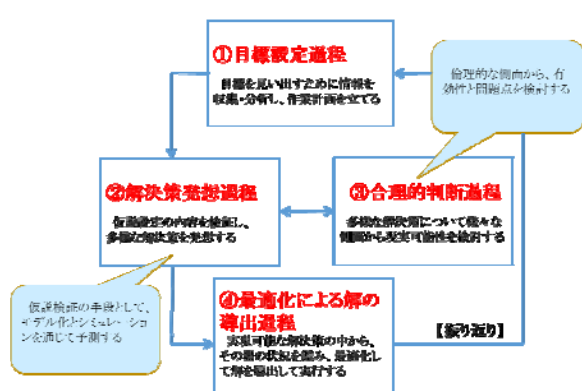 ①目標設定過程
目標を見い出すために情報を
収集・分析し、作業計画を立てる
倫理的な側面から、有
効性と問題点を検討する
②解決策発想過程
仮説設定の内容を検証し、
多様な解決策を発想する
③合理的判断過程
多様な解決策について様々な
側面から現実可能性を検討する
仮説検証の手段として、
モデル化とシミュレーショ
ンを通じて予測する
④最適化による解の
導出過程
実現可能な解決策の中から、
その場の状況を鑑み、最適化し
て解を導出して実行する
【振り返り】